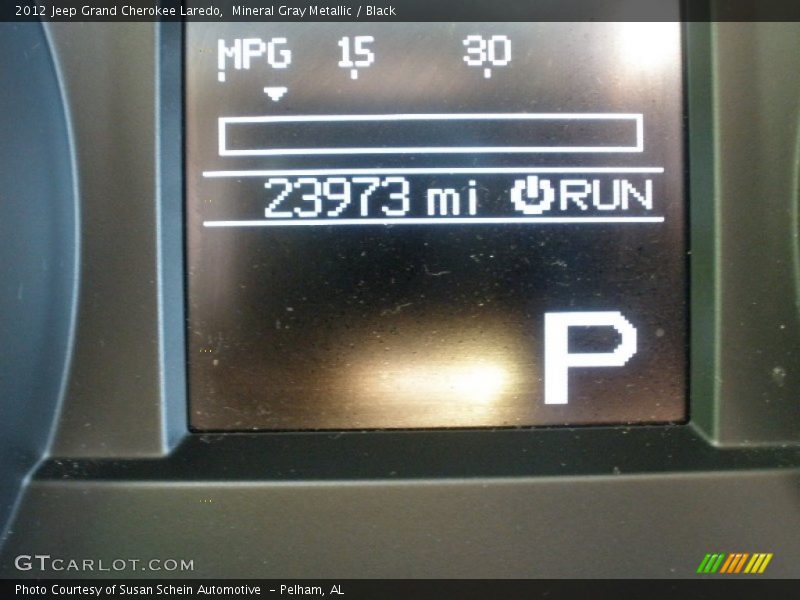 2012 Jeep Grand Cherokee Laredo,  Mineral Gray Metallic / Black
MPG 15 30
23973 mi RUN
P
GTCARLOT.COM
Photo Courtesy of Susan Schein Automotive  - Pelham, AL